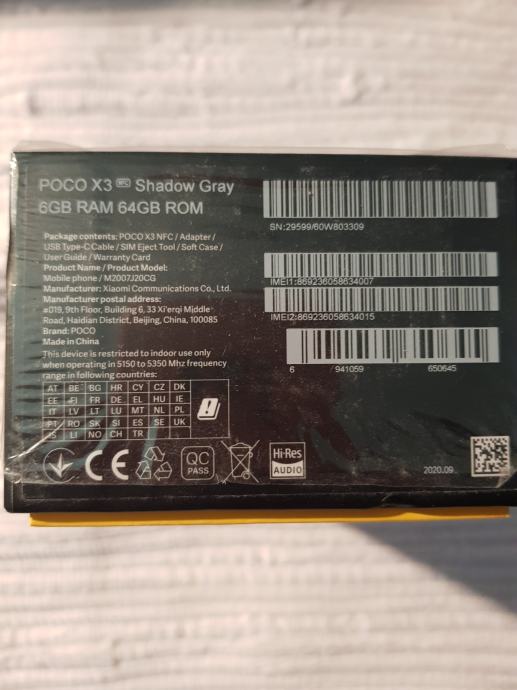 POCO X3 NFC Shadow Gray
6GB RAM 64GB ROM
Package contents: POCO X3 NFC / Adapter /
USB Type-C Cable / SIM Eject Tool / Soft Case /
User Guide / Warranty Card
Product Name / Product Model:
Mobile phone / M2007J20CG
Manufacturer: Xiaomi Communications Co., Ltd.
Manufacturer postal address:
#019, 9th Floor, Building 6, 33 Xi'erqi Middle
Road, Haidian District, Beijing, China, 100085
Brand: POCO
Made in China
This device is restricted to indoor use only
when operating in 5150 to 5350 Mhz frequency
range in following countries:
AT BE BG HR CY CZ DK
EE FI FR DE EL HU IE
IT LV LT LU MT NL PL
PT RO SK SI ES SE UK
IS LI NO CH TR
CE
QC
PASS
Hi-Res
AUDIO
SN:29599/60W803309
IMEI1:869236058634007
IMEI2:869236058634015
6 941059 650645
2020.09